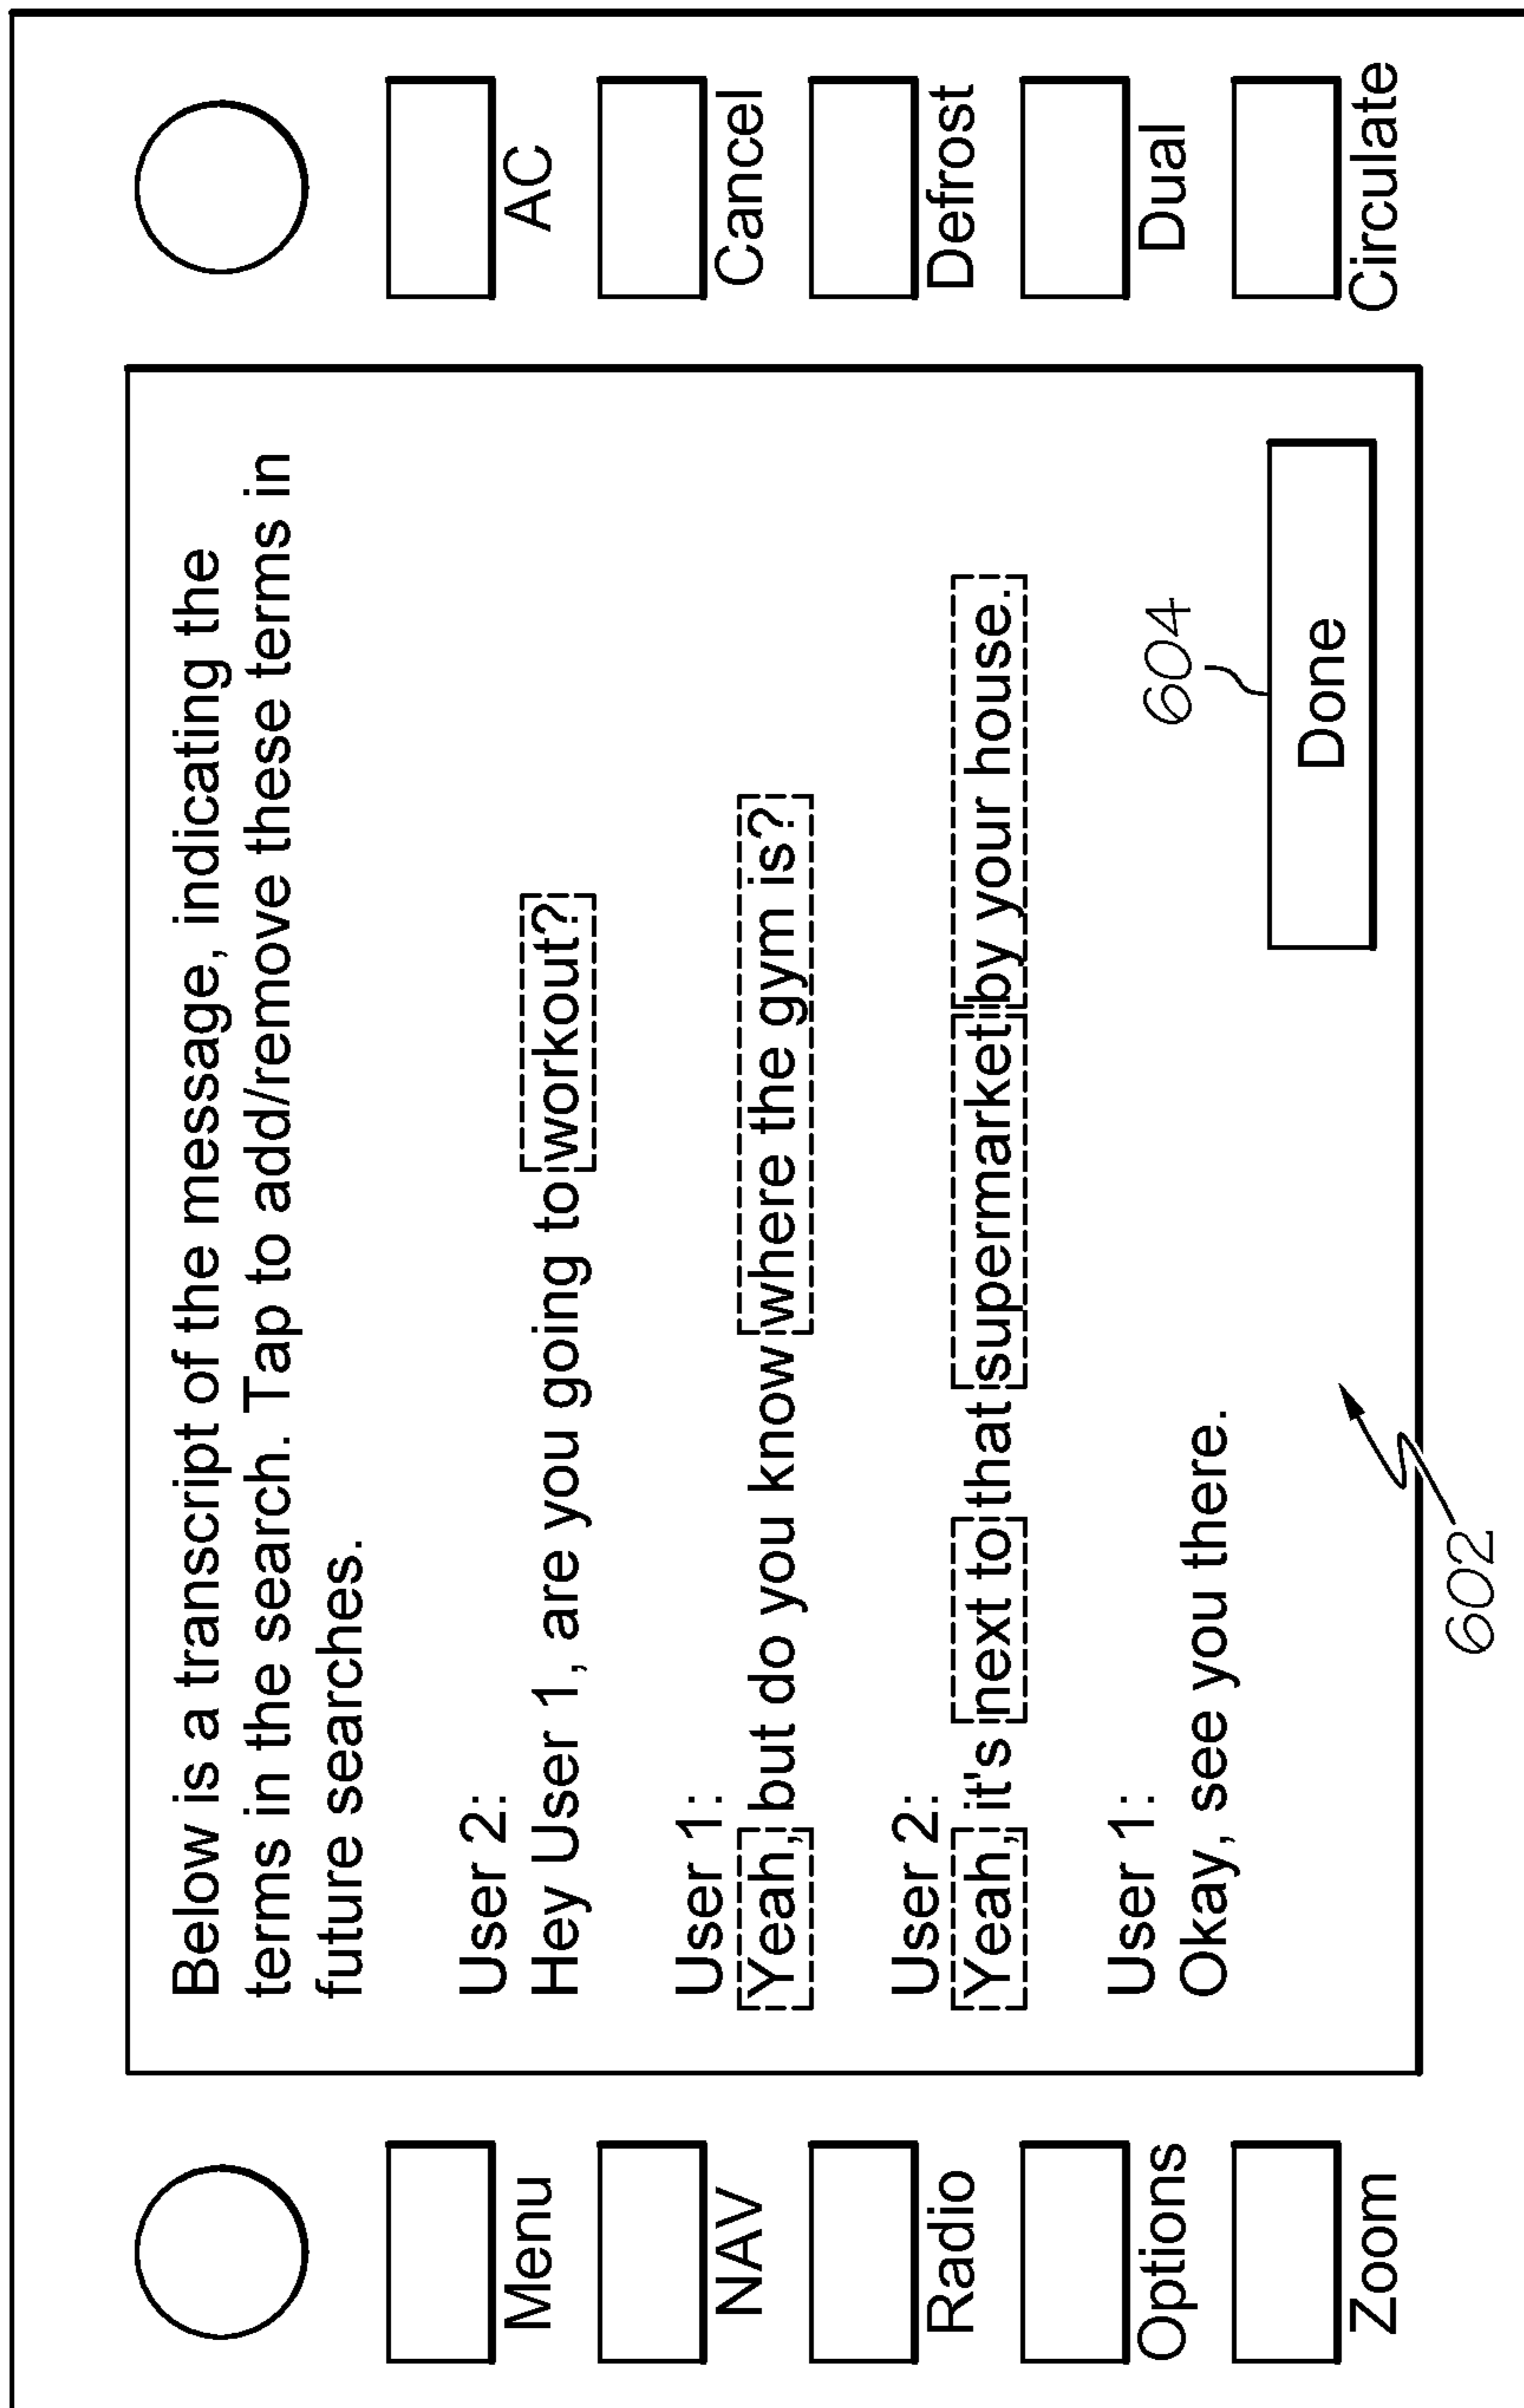 Menu
NAV
Radio
Options
Zoom
Below is a transcript of the message, indicating the
terms in the search. Tap to add/remove these terms in
future searches.
User 2:
Hey User 1, are you going to workout?
User 1:
Yeah, but do you know where the gym is?
User 2:
Yeah, it's next to that supermarket by your house.
User 1:
Okay, see you there.
604
Done
602
AC
Cancel
Defrost
Dual
Circulate